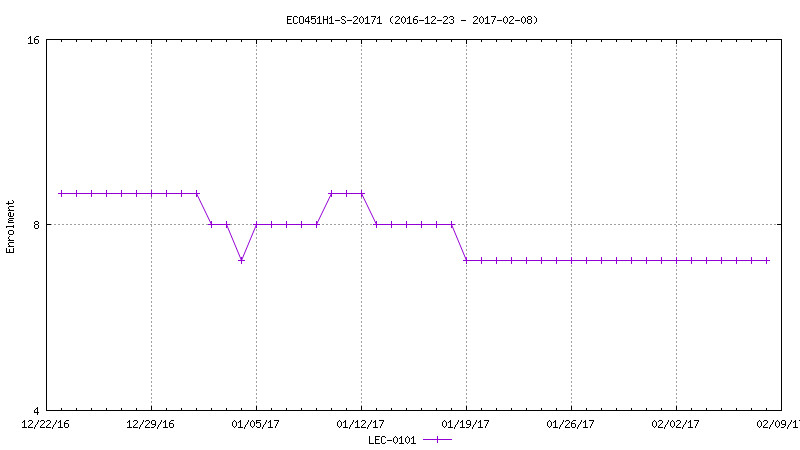 ECO451H1-S-20171 (2016-12-23 - 2017-02-08)
16
8
4
Enrolment
12/22/16 12/29/16 01/05/17 01/12/17 01/19/17 01/26/17 02/02/17 02/09/1
LEC-0101